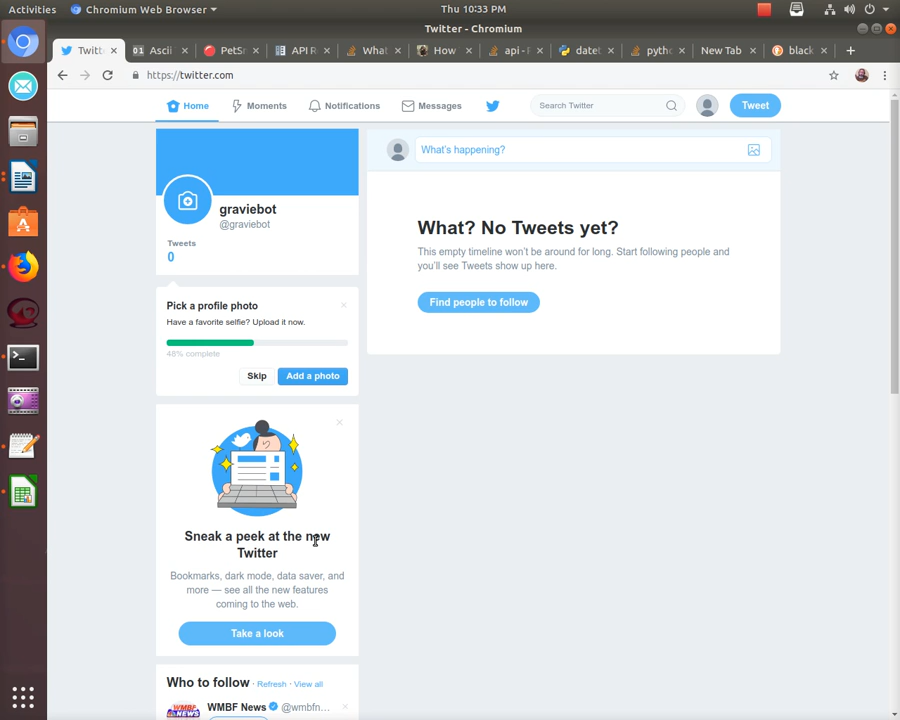 Activities Chromium Web Browser Thu 10:33 PM
Twitter - Chromium
Twitt 01 Ascii PetSm API R What How api - F datet pytho New Tab black
https://twitter.com
Home Moments Notifications Messages Search Twitter Tweet
What's happening?
graviebot
@graviebot
Tweets
0
What? No Tweets yet?
This empty timeline won't be around for long. Start following people and
you'll see Tweets show up here.
Find people to follow
Pick a profile photo
Have a favorite selfie? Upload it now.
48% complete
Skip Add a photo
Sneak a peek at the new
Twitter
Bookmarks, dark mode, data saver, and
more — see all the new features
coming to the web.
Take a look
Who to follow · Refresh · View all
WMBF News @wmbfn...
WMBF
NEWS